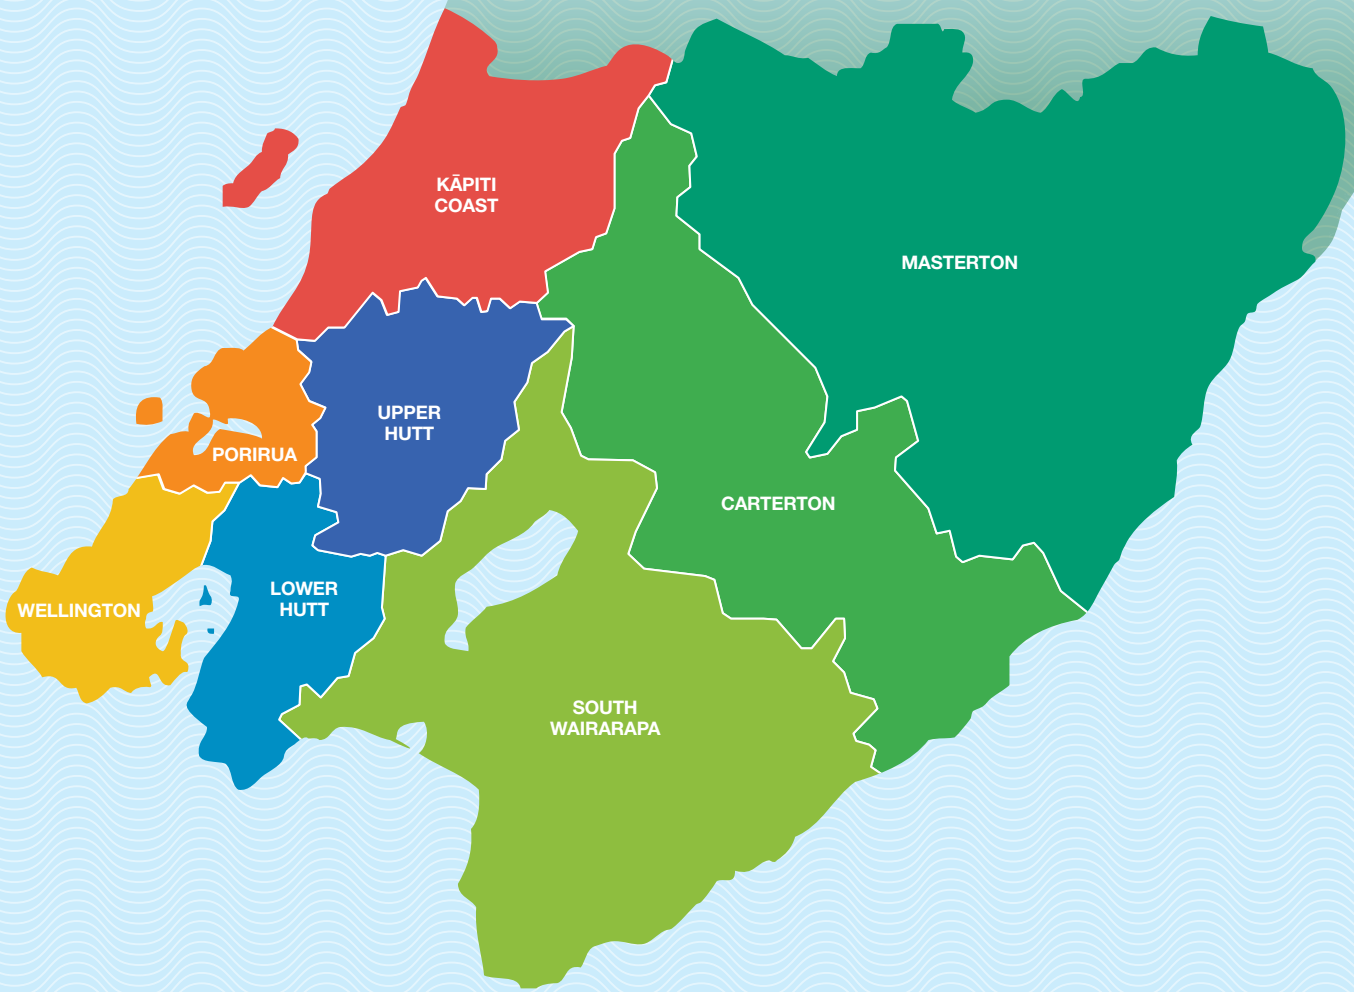 KĀPITI
COAST
MASTERTON
UPPER
HUTT
PORIRUA
CARTERTON
LOWER
HUTT
WELLINGTON
SOUTH
WAIRARAPA